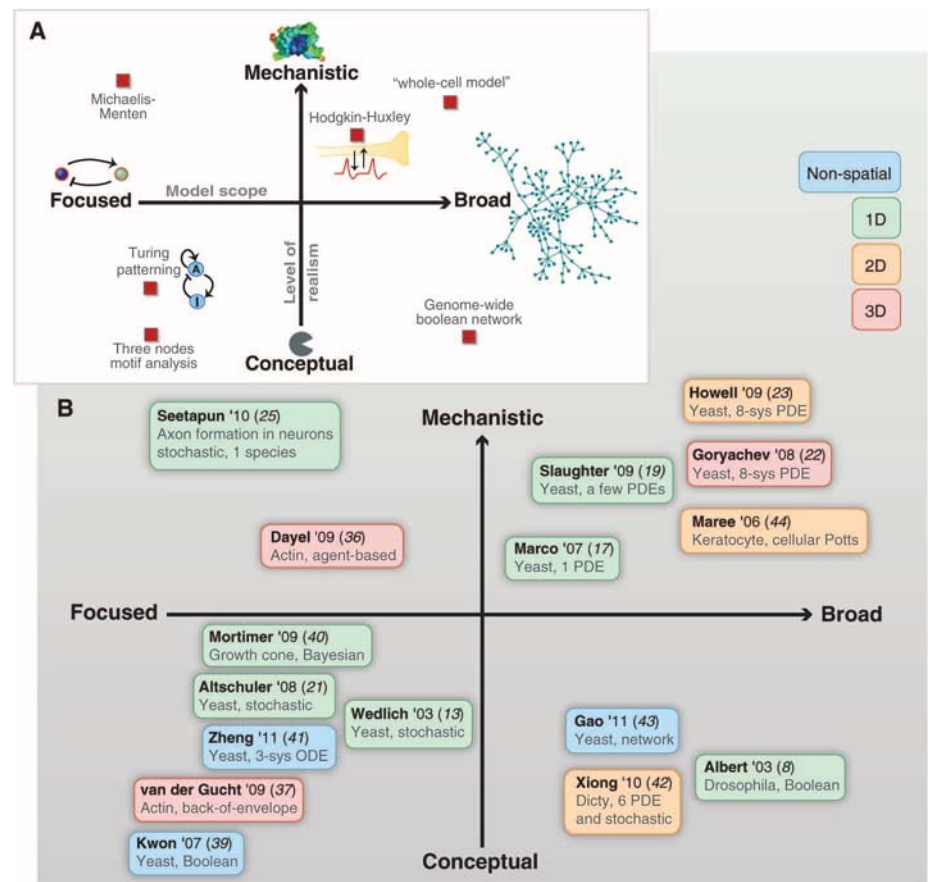 A
Mechanistic
Michaelis-
Menten
"whole-cell model"
Hodgkin-Huxley
Focused
Model scope
Broad
Turing
patterning
A
I
Level of
realism
Three nodes
motif analysis
Genome-wide
boolean network
Conceptual
Non-spatial
1D
2D
3D
B
Mechanistic
Seetapun '10 (25)
Axon formation in neurons
stochastic, 1 species
Howell '09 (23)
Yeast, 8-sys PDE
Slaughter '09 (19)
Yeast, a few PDEs
Goryachev '08 (22)
Yeast, 8-sys PDE
Dayel '09 (36)
Actin, agent-based
Marco '07 (17)
Yeast, 1 PDE
Maree '06 (44)
Keratocyte, cellular Potts
Focused
Broad
Mortimer '09 (40)
Growth cone, Bayesian
Altschuler '08 (21)
Yeast, stochastic
Wedlich '03 (13)
Yeast, stochastic
Zheng '11 (41)
Yeast, 3-sys ODE
van der Gucht '09 (37)
Actin, back-of-envelope
Kwon '07 (39)
Yeast, Boolean
Gao '11 (43)
Yeast, network
Xiong '10 (42)
Dicty, 6 PDE
and stochastic
Albert '03 (8)
Drosophila, Boolean
Conceptual